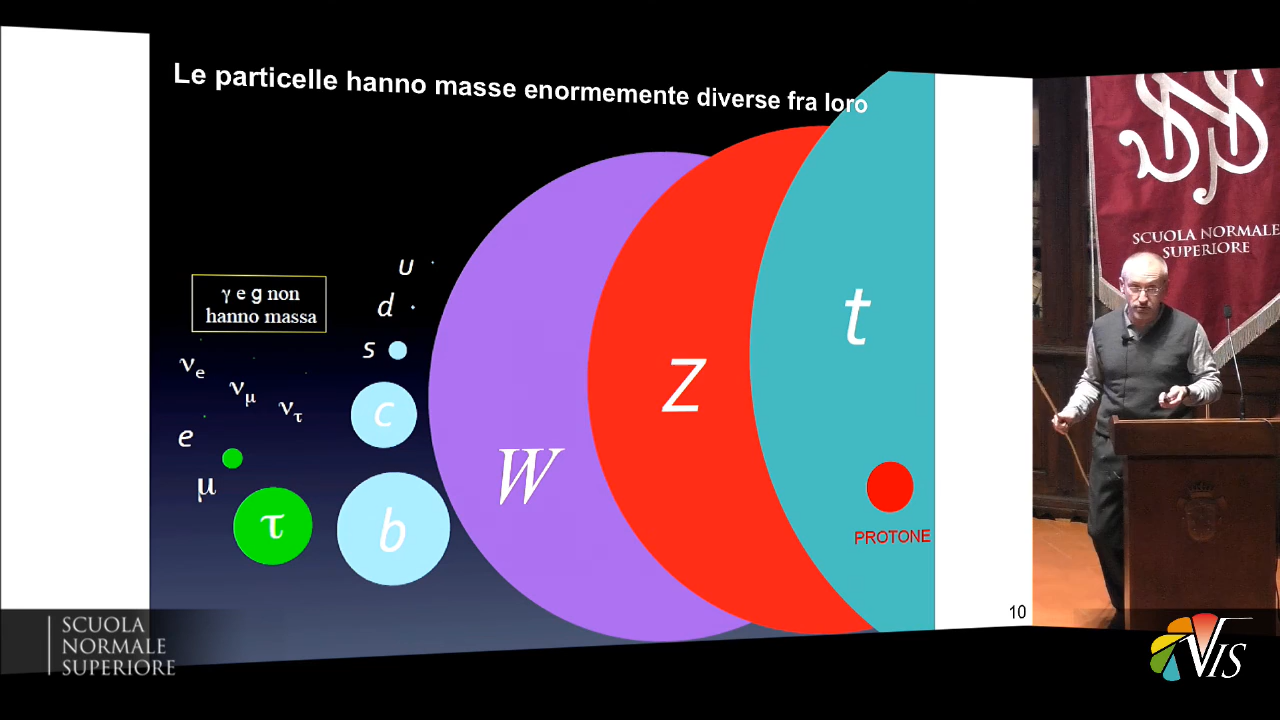 Le particelle hanno masse enormemente diverse fra loro
γ e g non
hanno massa
u
d
s
c
b
νe
νμ
ντ
e
μ
τ
W
Z
t
PROTONE
10
SCUOLA NORMALE
SUPERIORE
SCUOLA
NORMALE
SUPERIORE
VIS